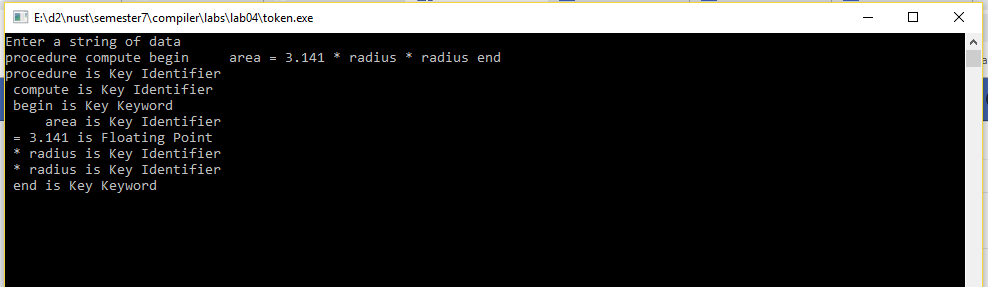 E:\d2\nust\semester7\compiler\labs\lab04\token.exe
Enter a string of data
procedure compute begin     area = 3.141 * radius * radius end
procedure is Key Identifier
 compute is Key Identifier
 begin is Key Keyword
     area is Key Identifier
 = 3.141 is Floating Point
 * radius is Key Identifier
 * radius is Key Identifier
 end is Key Keyword